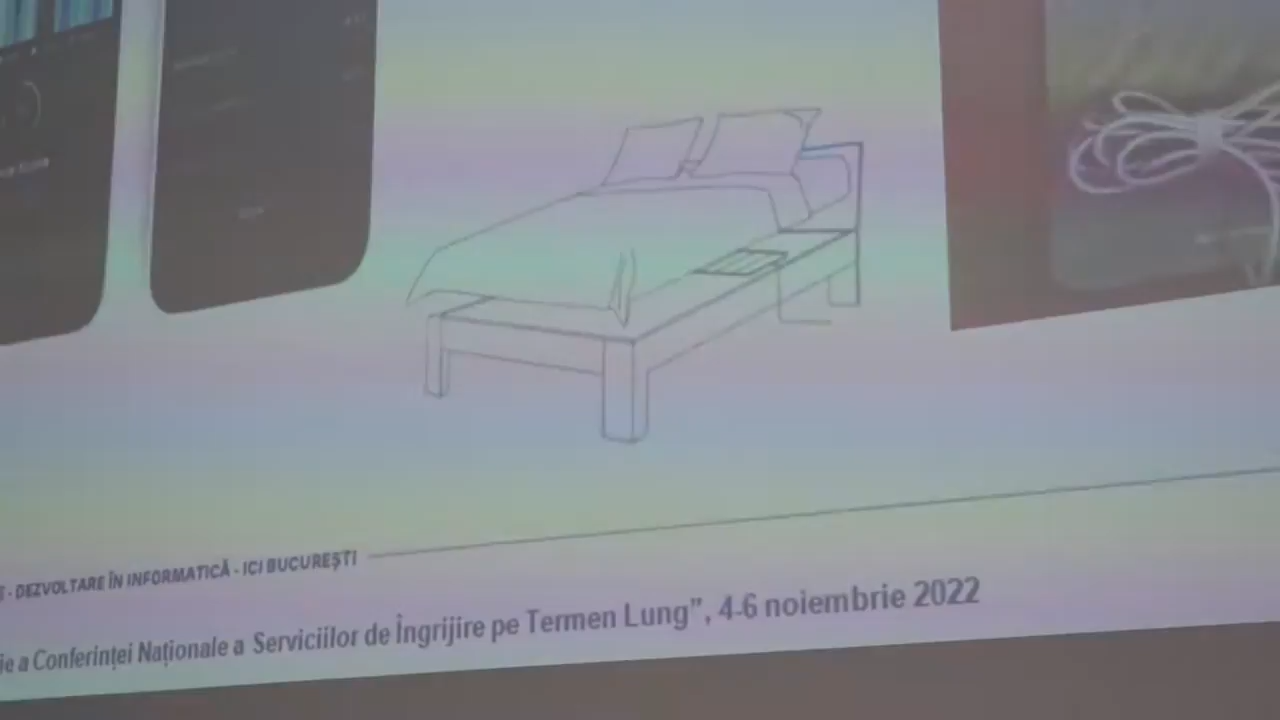 - DEZVOLTARE ÎN INFORMATICĂ - ICI BUCUREȘTI
a Conferinței Naționale a Serviciilor de Îngrijire pe Termen Lung", 4-6 noiembrie 2022